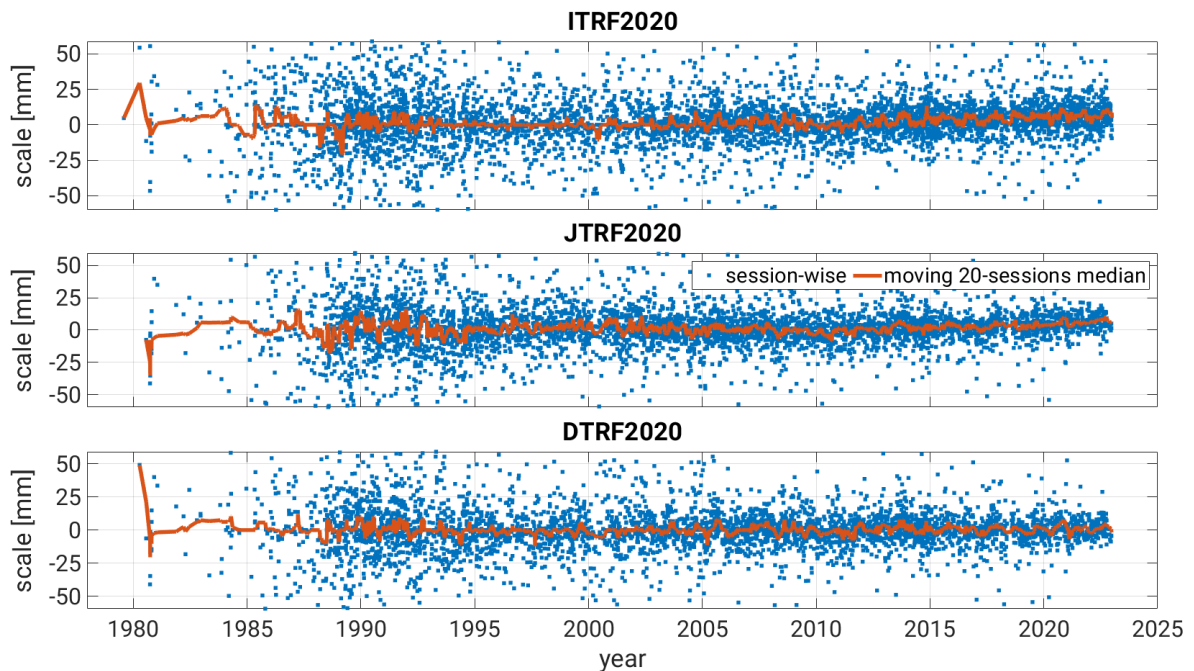 ITRF2020
50
25
0
-25
-50
scale [mm]
JTRF2020
session-wise moving 20-sessions median
50
25
0
-25
-50
scale [mm]
DTRF2020
50
25
0
-25
-50
scale [mm]
1980 1985 1990 1995 2000 2005 2010 2015 2020 2025
year